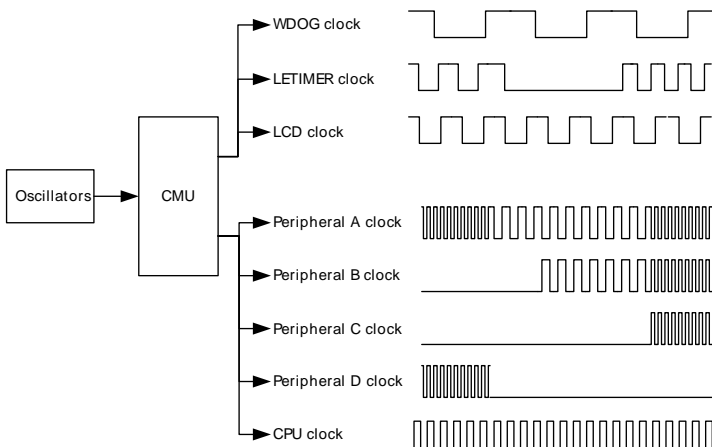 WDOG clock
LETIMER clock
LCD clock
Oscillators
CMU
Peripheral A clock
Peripheral B clock
Peripheral C clock
Peripheral D clock
CPU clock